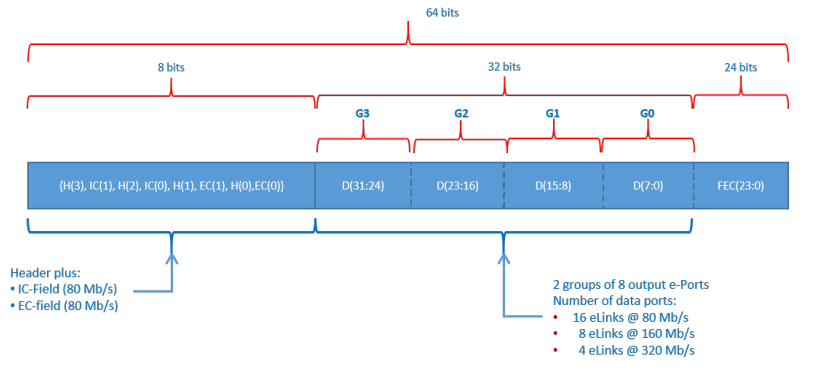 64 bits
8 bits
32 bits
24 bits
G3
G2
G1
G0
{H(3), IC(1), H(2), IC(0), H(1), EC(1), H(0),EC(0)}
D(31:24)
D(23:16)
D(15:8)
D(7:0)
FEC(23:0)
Header plus:
• IC-Field (80 Mb/s)
• EC-field (80 Mb/s)
2 groups of 8 output e-Ports
Number of data ports:
• 16 eLinks @ 80 Mb/s
• 8 eLinks @ 160 Mb/s
• 4 eLinks @ 320 Mb/s